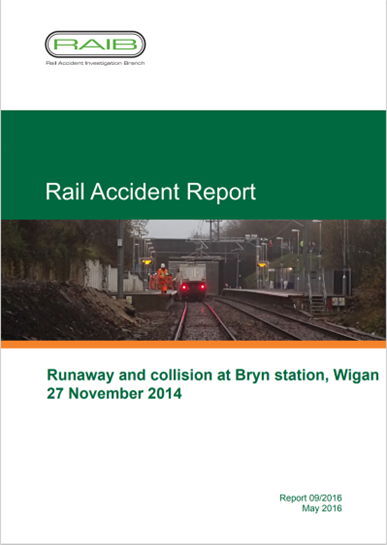 RAIB
Rail Accident Investigation Branch
Rail Accident Report
Runaway and collision at Bryn station, Wigan
27 November 2014
Report 09/2016
May 2016